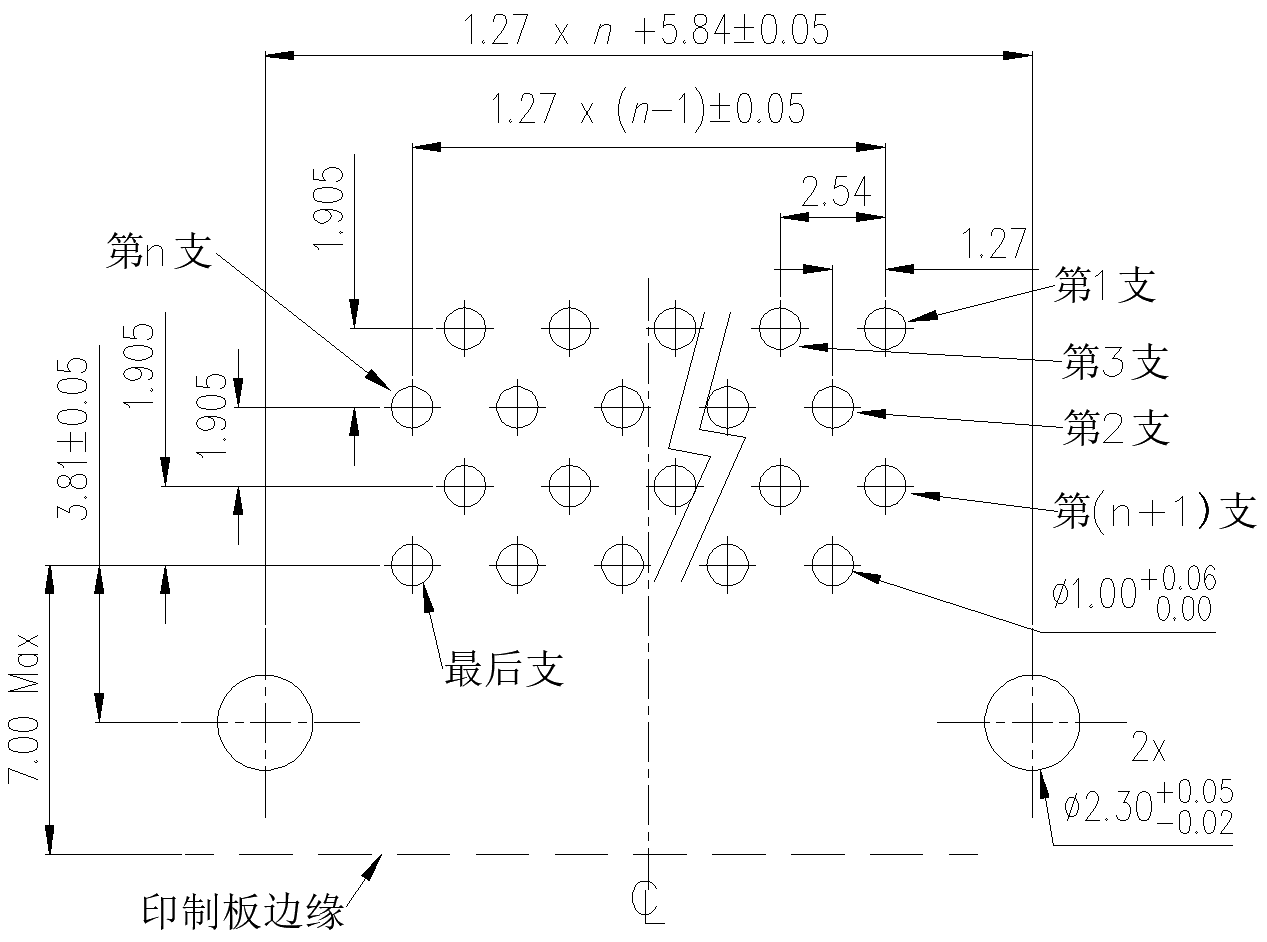 1.27 x n +5.84±0.05
1.27 x (n-1)±0.05
2.54
1.27
1.905
第n支
第1支
第3支
第2支
第(n+1)支
1.905
1.905
3.81±0.05
ø1.00+0.06
0.00
最后支
7.00 Max
2x
ø2.30+0.05
-0.02
印制板边缘
℄